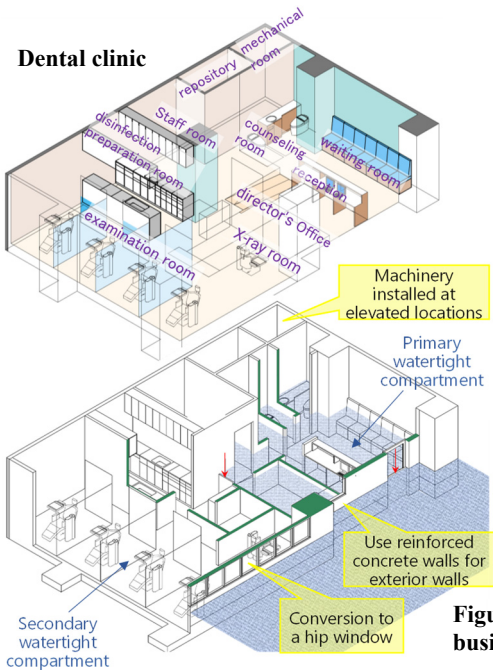 Dental clinic
mechanical
room
repository
Staff room
disinfection
preparation room
counseling
room
reception
waiting room
director's Office
X-ray room
examination room
Machinery
installed at
elevated locations
Primary
watertight
compartment
Use reinforced
concrete walls for
exterior walls
Conversion to
a hip window
Secondary
watertight
compartment
Figu
busi